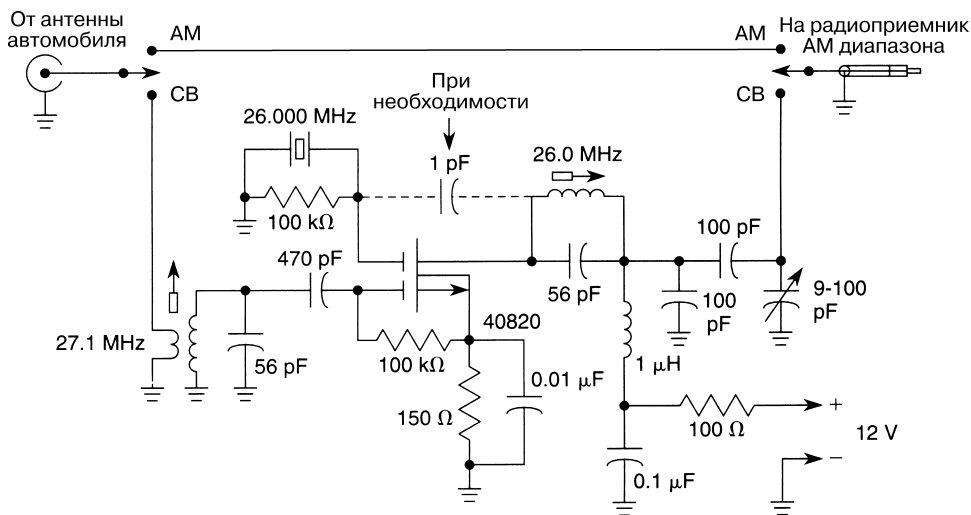 От антенны
автомобиля
AM
AM
На радиоприемник
АМ диапазона
CB
CB
При
необходимости
26.000 MHz
1 pF
26.0 MHz
100 kΩ
100 pF
470 pF
56 pF
100
pF
9-100
pF
27.1 MHz
56 pF
40820
100 kΩ
0.01 μF
1 μH
150 Ω
100 Ω
+
12 V
−
0.1 μF